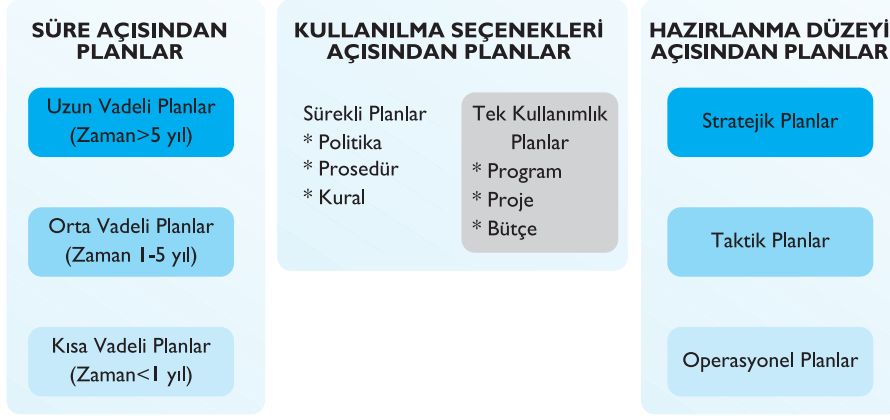 SÜRE AÇISINDAN
PLANLAR
Uzun Vadeli Planlar
(Zaman>5 yıl)
Orta Vadeli Planlar
(Zaman 1-5 yıl)
Kısa Vadeli Planlar
(Zaman<1 yıl)
KULLANILMA SEÇENEKLERİ
AÇISINDAN PLANLAR
Sürekli Planlar
* Politika
* Prosedür
* Kural
Tek Kullanımlık
Planlar
* Program
* Proje
* Bütçe
HAZIRLANMA DÜZEYİ
AÇISINDAN PLANLAR
Stratejik Planlar
Taktik Planlar
Operasyonel Planlar